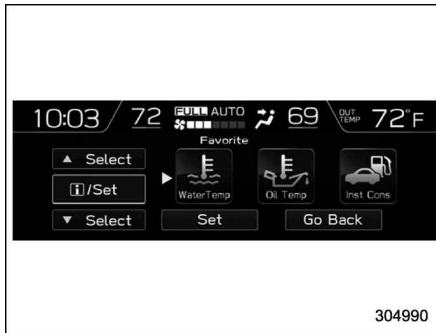 10:03 72 FULL AUTO 69 OUT TEMP 72°F
Favorite
▲ Select
i/Set
▼ Select
WaterTemp Oil Temp Inst Cons
Set Go Back
304990